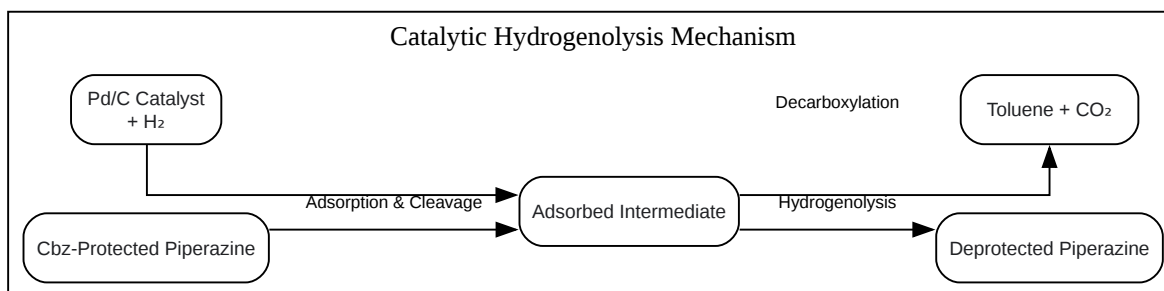 Catalytic Hydrogenolysis Mechanism
Pd/C Catalyst
+ H₂
Decarboxylation
Toluene + CO₂
Adsorption & Cleavage
Adsorbed Intermediate
Hydrogenolysis
Cbz-Protected Piperazine
Deprotected Piperazine